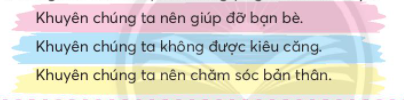 Khuyên chúng ta nên giúp đỡ bạn bè.
Khuyên chúng ta không được kiêu căng.
Khuyên chúng ta nên chăm sóc bản thân.